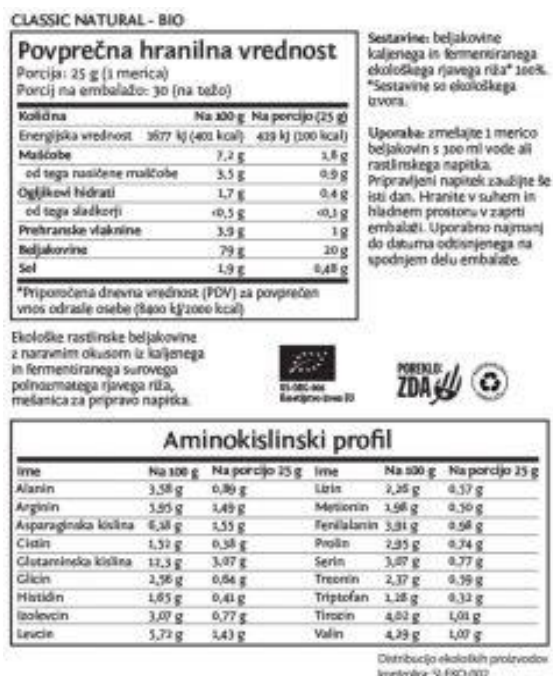 CLASSIC NATURAL - BIO
Povprečna hranilna vrednost
Porcija: 25 g (1 merica)
Porcij na embalažo: 30 (na težo)
Količina Na 100 g Na porcijo (25 g)
Energijska vrednost 1677 kJ (401 kcal) 419 kJ (100 kcal)
Maščobe 7,2 g 1,8 g
od tega nasičene maščobe 3,5 g 0,9 g
Ogljikovi hidrati 1,7 g 0,4 g
od tega sladkorji <0,5 g <0,1 g
Prehranske vlaknine 3,9 g 1 g
Beljakovine 79 g 20 g
Sol 1,9 g 0,48 g
*Priporočena dnevna vrednost (PDV) za povprečen
vnos odrasle osebe (8400 kJ/2000 kcal)
Sestavine: beljakovine
kaljenega in fermentiranega
ekološkega rjavega riža* 100%.
*Sestavine so ekološkega
izvora.
Uporaba: zmešajte 1 merico
beljakovin s 300 ml vode ali
rastlinskega napitka.
Pripravljeni napitek zaužijte še
isti dan. Hranite v suhem in
hladnem prostoru v zaprti
embalaži. Uporabno najmanj
do datuma odtisnjenega na
spodnjem delu embalaže.
Ekološke rastlinske beljakovine
z naravnim okusom iz kaljenega
in fermentiranega surovega
polnozrnatega rjavega riža,
mešanica za pripravo napitka.
POREKLO:
ZDA
Aminokislinski profil
Ime Na 100 g Na porcijo 25 g Ime Na 100 g Na porcijo 25 g
Alanin 3,58 g 0,89 g Lizin 2,26 g 0,57 g
Arginin 5,95 g 1,49 g Metionin 1,98 g 0,50 g
Asparaginska kislina 6,18 g 1,55 g Fenilalanin 3,91 g 0,98 g
Cistin 1,52 g 0,38 g Prolin 2,95 g 0,74 g
Glutaminska kislina 12,3 g 3,07 g Serin 3,07 g 0,77 g
Glicin 2,56 g 0,64 g Treonin 2,37 g 0,59 g
Histidin 1,65 g 0,41 g Triptofan 1,28 g 0,32 g
Izolevcin 3,07 g 0,77 g Tirozin 4,02 g 1,01 g
Leucin 5,72 g 1,43 g Valin 4,29 g 1,07 g
Distribucijo ekoloških proizvodov
kontrolira: SI-EKO-002